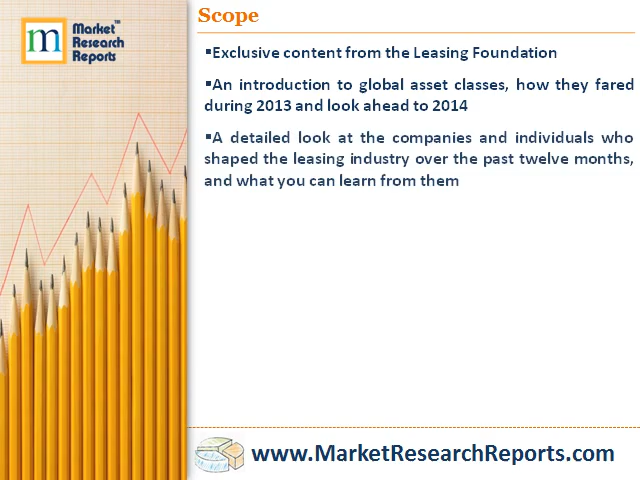 Market™
Research
Reports
m
Scope
▪Exclusive content from the Leasing Foundation
▪An introduction to global asset classes, how they fared
during 2013 and look ahead to 2014
▪A detailed look at the companies and individuals who
shaped the leasing industry over the past twelve months,
and what you can learn from them
www.MarketResearchReports.com